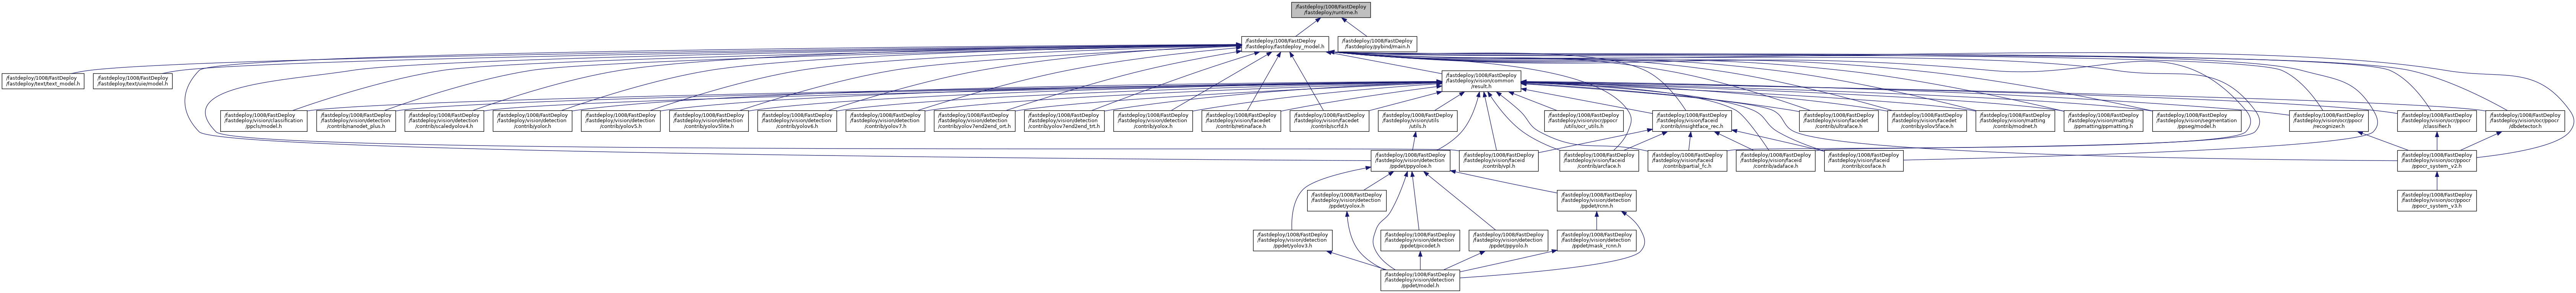 /fastdeploy/1008/FastDeploy
/fastdeploy/runtime.h
/fastdeploy/1008/FastDeploy
/fastdeploy/fastdeploy_model.h
/fastdeploy/1008/FastDeploy
/fastdeploy/pybind/main.h
/fastdeploy/1008/FastDeploy
/fastdeploy/text/text_model.h
/fastdeploy/1008/FastDeploy
/fastdeploy/text/uie/model.h
/fastdeploy/1008/FastDeploy
/fastdeploy/vision/common
/result.h
/fastdeploy/1008/FastDeploy
/fastdeploy/vision/classification
/ppcls/model.h
/fastdeploy/1008/FastDeploy
/fastdeploy/vision/detection
/contrib/nanodet_plus.h
/fastdeploy/1008/FastDeploy
/fastdeploy/vision/detection
/contrib/scaledyolov4.h
/fastdeploy/1008/FastDeploy
/fastdeploy/vision/detection
/contrib/yolor.h
/fastdeploy/1008/FastDeploy
/fastdeploy/vision/detection
/contrib/yolov5.h
/fastdeploy/1008/FastDeploy
/fastdeploy/vision/detection
/contrib/yolov5lite.h
/fastdeploy/1008/FastDeploy
/fastdeploy/vision/detection
/contrib/yolov6.h
/fastdeploy/1008/FastDeploy
/fastdeploy/vision/detection
/contrib/yolov7.h
/fastdeploy/1008/FastDeploy
/fastdeploy/vision/detection
/contrib/yolov7end2end_ort.h
/fastdeploy/1008/FastDeploy
/fastdeploy/vision/detection
/contrib/yolov7end2end_trt.h
/fastdeploy/1008/FastDeploy
/fastdeploy/vision/detection
/contrib/yolox.h
/fastdeploy/1008/FastDeploy
/fastdeploy/vision/facedet
/contrib/retinaface.h
/fastdeploy/1008/FastDeploy
/fastdeploy/vision/facedet
/contrib/scrfd.h
/fastdeploy/1008/FastDeploy
/fastdeploy/vision/utils
/utils.h
/fastdeploy/1008/FastDeploy
/fastdeploy/vision/ocr/ppocr
/utils/ocr_utils.h
/fastdeploy/1008/FastDeploy
/fastdeploy/vision/faceid
/contrib/insightface_rec.h
/fastdeploy/1008/FastDeploy
/fastdeploy/vision/facedet
/contrib/ultraface.h
/fastdeploy/1008/FastDeploy
/fastdeploy/vision/facedet
/contrib/yolov5face.h
/fastdeploy/1008/FastDeploy
/fastdeploy/vision/matting
/contrib/modnet.h
/fastdeploy/1008/FastDeploy
/fastdeploy/vision/matting
/ppmatting/ppmatting.h
/fastdeploy/1008/FastDeploy
/fastdeploy/vision/segmentation
/ppseg/model.h
/fastdeploy/1008/FastDeploy
/fastdeploy/vision/ocr/ppocr
/recognizer.h
/fastdeploy/1008/FastDeploy
/fastdeploy/vision/ocr/ppocr
/classifier.h
/fastdeploy/1008/FastDeploy
/fastdeploy/vision/ocr/ppocr
/dbdetector.h
/fastdeploy/1008/FastDeploy
/fastdeploy/vision/detection
/ppdet/ppyoloe.h
/fastdeploy/1008/FastDeploy
/fastdeploy/vision/faceid
/contrib/vpl.h
/fastdeploy/1008/FastDeploy
/fastdeploy/vision/faceid
/contrib/arcface.h
/fastdeploy/1008/FastDeploy
/fastdeploy/vision/faceid
/contrib/partial_fc.h
/fastdeploy/1008/FastDeploy
/fastdeploy/vision/faceid
/contrib/adaface.h
/fastdeploy/1008/FastDeploy
/fastdeploy/vision/faceid
/contrib/cosface.h
/fastdeploy/1008/FastDeploy
/fastdeploy/vision/ocr/ppocr
/ppocr_system_v2.h
/fastdeploy/1008/FastDeploy
/fastdeploy/vision/detection
/ppdet/yolox.h
/fastdeploy/1008/FastDeploy
/fastdeploy/vision/detection
/ppdet/rcnn.h
/fastdeploy/1008/FastDeploy
/fastdeploy/vision/ocr/ppocr
/ppocr_system_v3.h
/fastdeploy/1008/FastDeploy
/fastdeploy/vision/detection
/ppdet/yolov3.h
/fastdeploy/1008/FastDeploy
/fastdeploy/vision/detection
/ppdet/picodet.h
/fastdeploy/1008/FastDeploy
/fastdeploy/vision/detection
/ppdet/ppyolo.h
/fastdeploy/1008/FastDeploy
/fastdeploy/vision/detection
/ppdet/mask_rcnn.h
/fastdeploy/1008/FastDeploy
/fastdeploy/vision/detection
/ppdet/model.h